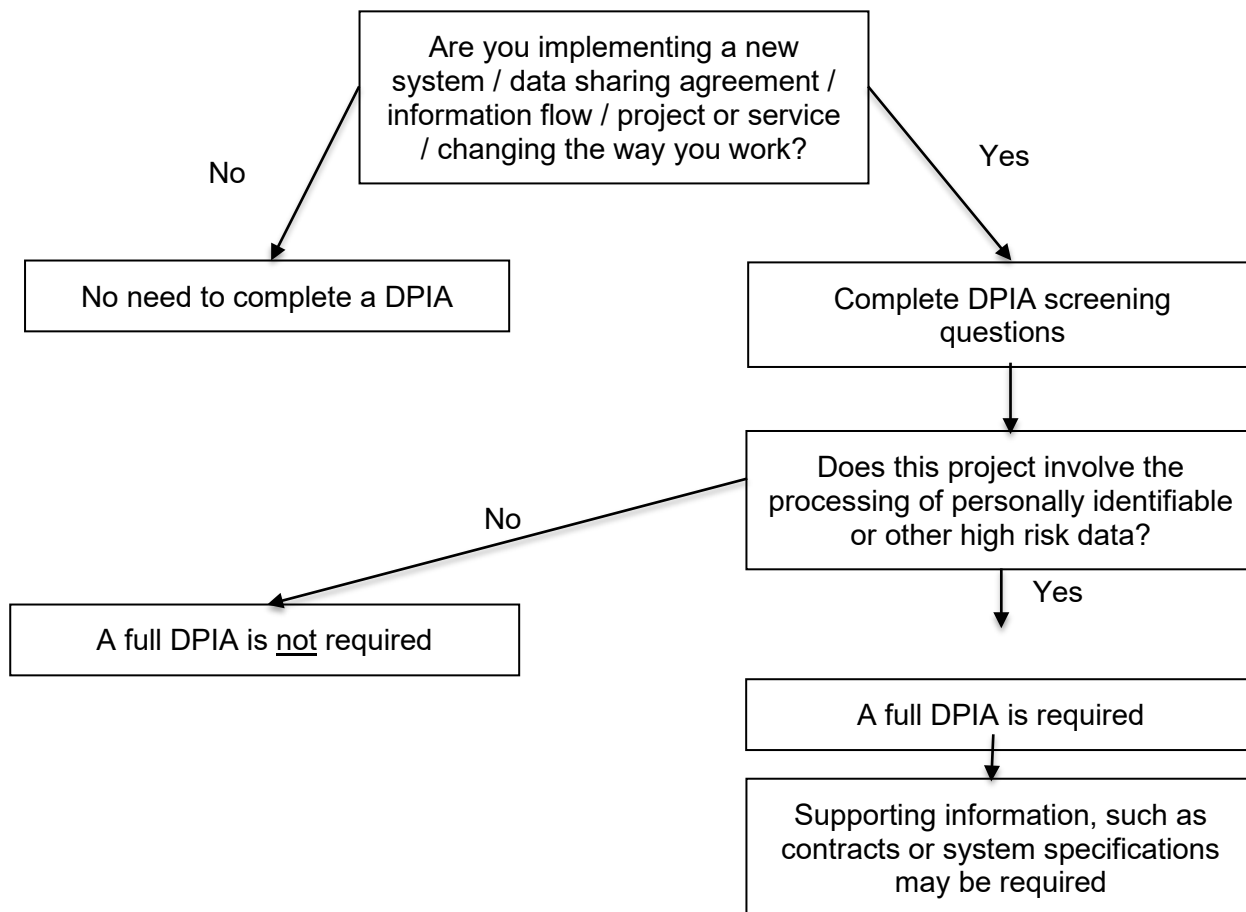 Are you implementing a new
system / data sharing agreement /
information flow / project or service
/ changing the way you work?
No
Yes
No need to complete a DPIA
Complete DPIA screening
questions
Does this project involve the
processing of personally identifiable
or other high risk data?
No
Yes
A full DPIA is not required
A full DPIA is required
Supporting information, such as
contracts or system specifications
may be required